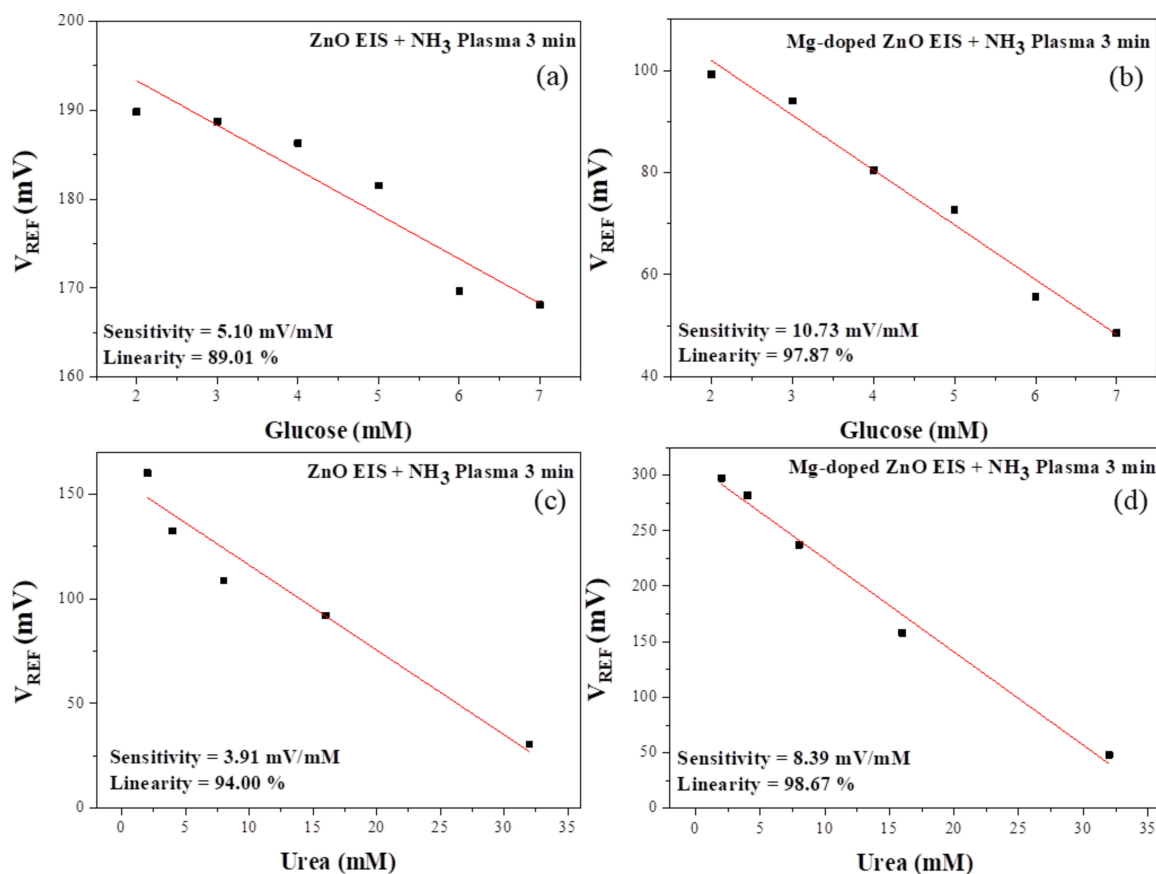 ZnO EIS + NH3 Plasma 3 min
(a)
200
190
180
170
160
VREF (mV)
Sensitivity = 5.10 mV/mM
Linearity = 89.01 %
2 3 4 5 6 7
Glucose (mM)
Mg-doped ZnO EIS + NH3 Plasma 3 min
(b)
100
80
60
40
VREF (mV)
Sensitivity = 10.73 mV/mM
Linearity = 97.87 %
2 3 4 5 6 7
Glucose (mM)
ZnO EIS + NH3 Plasma 3 min
(c)
150
100
50
0
VREF (mV)
Sensitivity = 3.91 mV/mM
Linearity = 94.00 %
0 5 10 15 20 25 30 35
Urea (mM)
Mg-doped ZnO EIS + NH3 Plasma 3 min
(d)
300
250
200
150
100
50
0
VREF (mV)
Sensitivity = 8.39 mV/mM
Linearity = 98.67 %
0 5 10 15 20 25 30 35
Urea (mM)